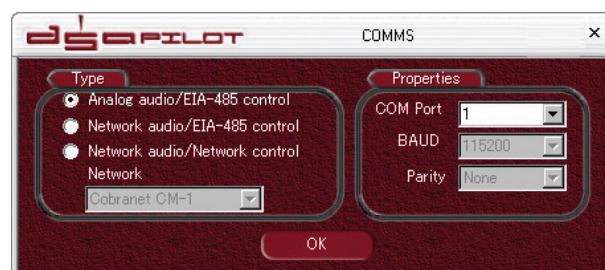 dsa PILOT
COMMS
×
Type
Analog audio/EIA-485 control
Network audio/EIA-485 control
Network audio/Network control
Network
Cobranet CM-1
Properties
COM Port
1
BAUD
115200
Parity
None
OK